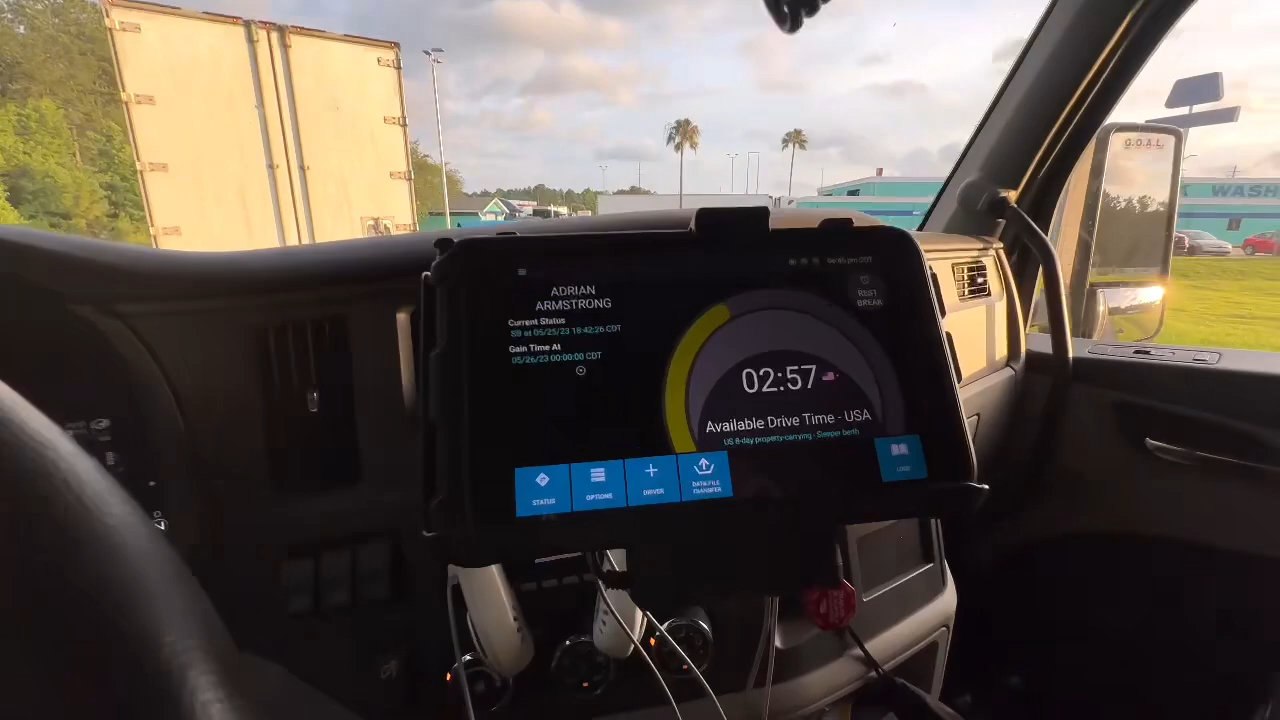 ADRIAN
ARMSTRONG
Current Status
SB at 05/25/23 18:42:26 CDT
Gain Time At
05/26/23 00:00:00 CDT
REST
BREAK
02:57
Available Drive Time - USA
US 8-day property-carrying - Sleeper berth
STATUS
OPTIONS
DRIVER
DATA FILE
TRANSFER
LOGS
G.O.A.L.
K WASH